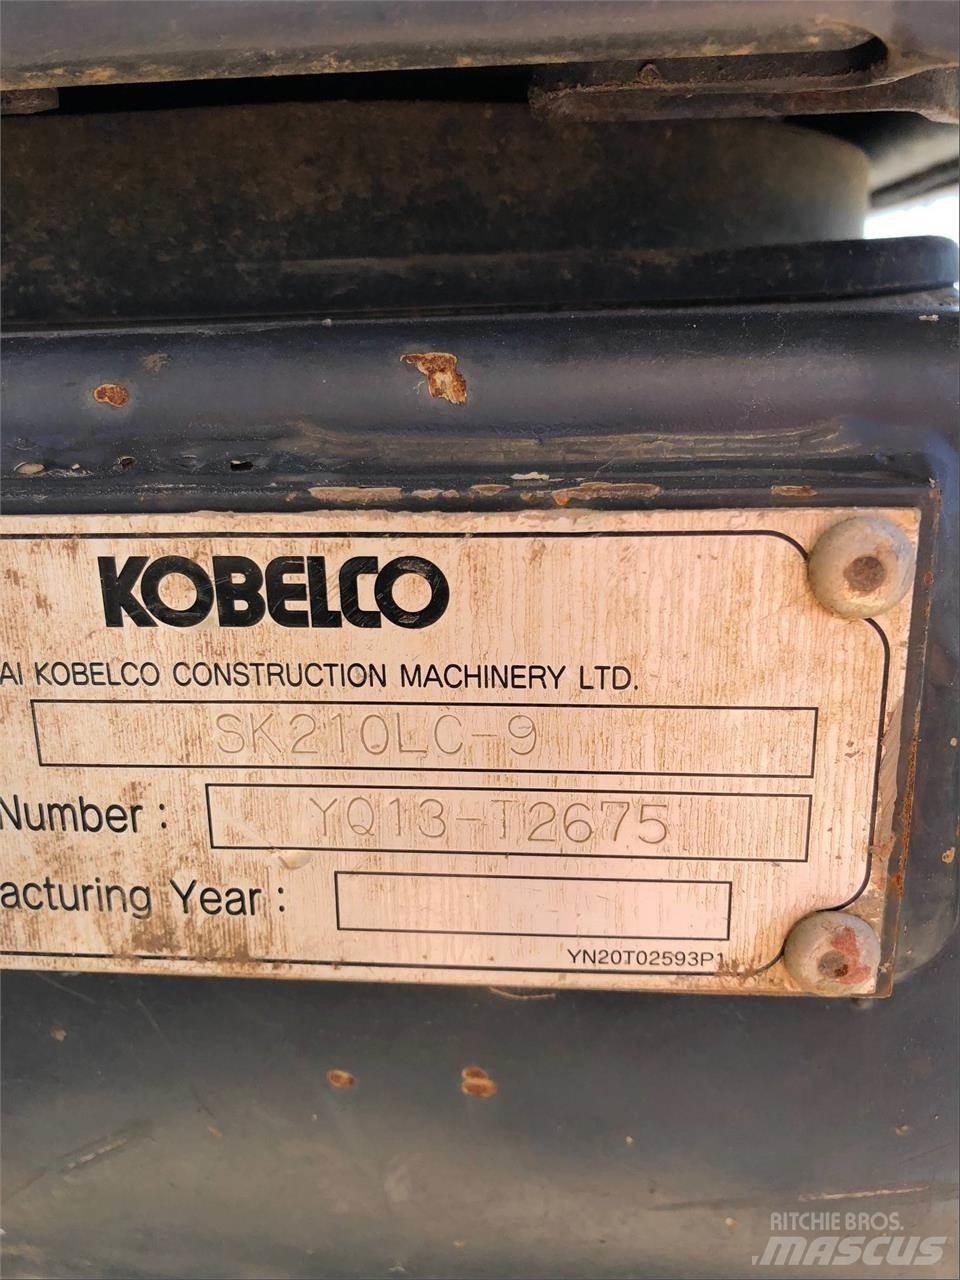 KOBELCO
AI KOBELCO CONSTRUCTION MACHINERY LTD.
SK210LC-9
Number : YQ13-T2675
acturing Year :
YN20T02593P1
RITCHIE BROS.
MASCUS